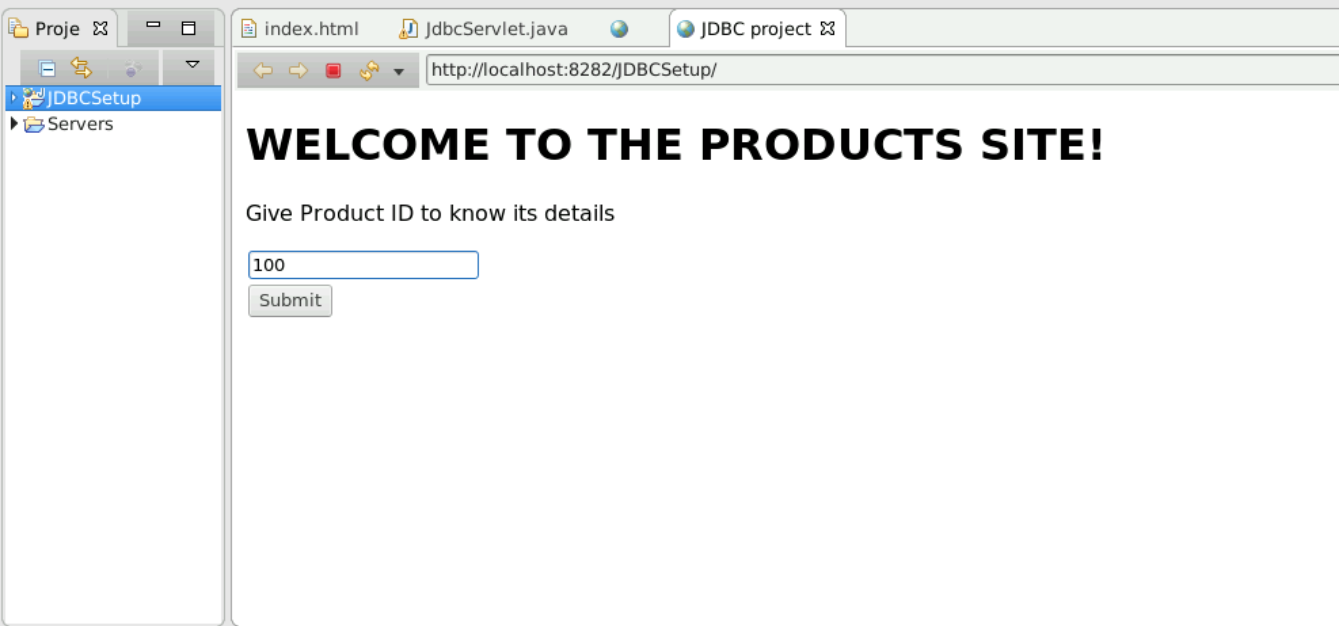 Proje
index.html
JdbcServlet.java
JDBC project
http://localhost:8282/JDBCSetup/
JDBCSetup
Servers
WELCOME TO THE PRODUCTS SITE!
Give Product ID to know its details
100
Submit